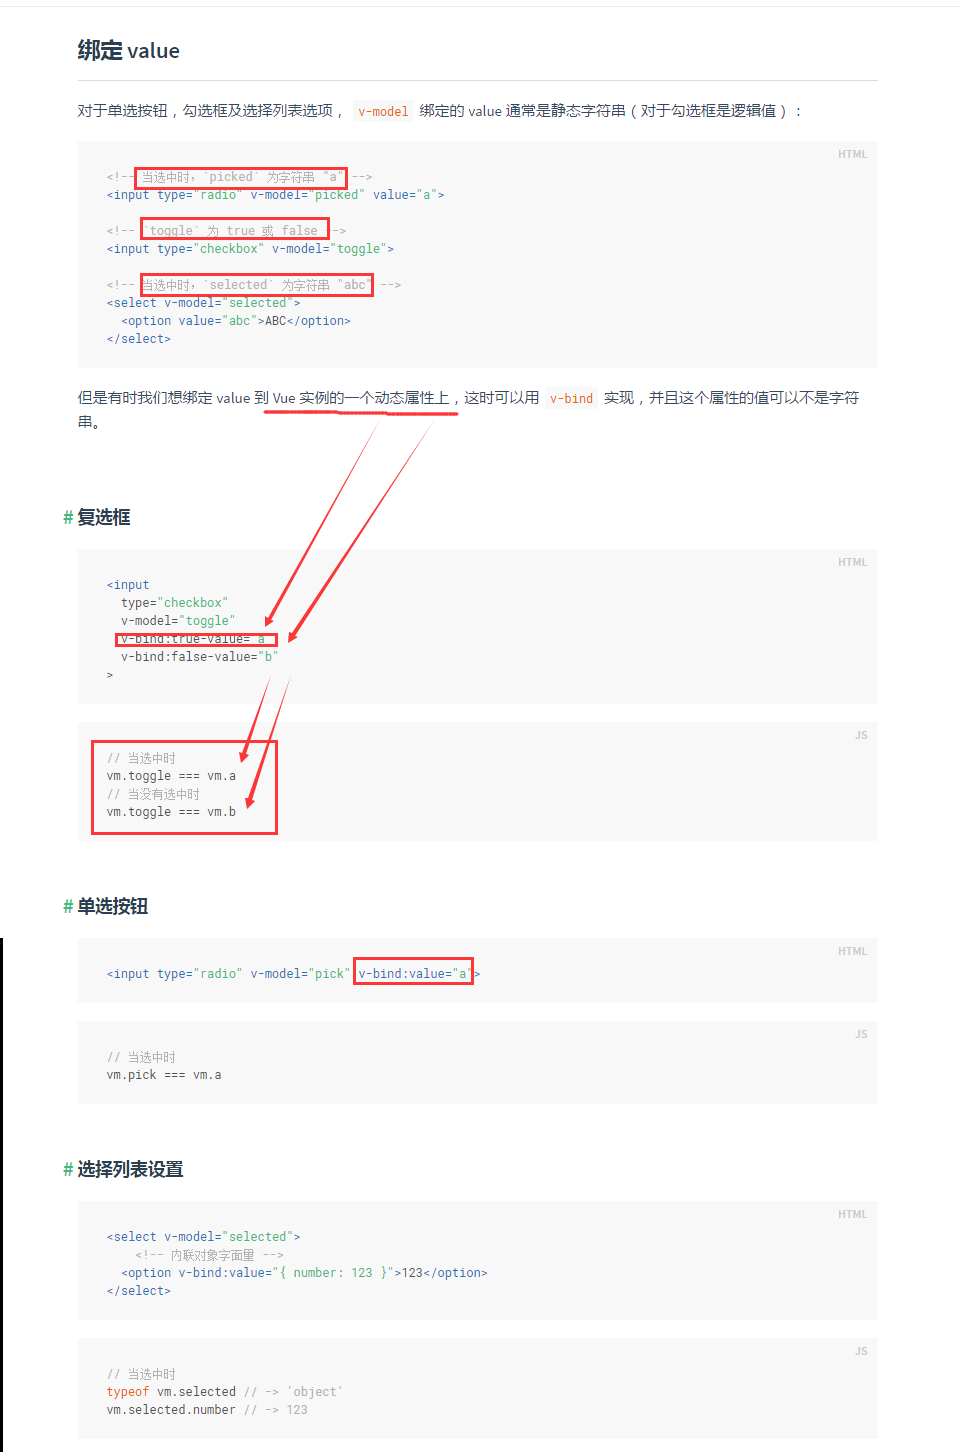 绑定 value
对于单选按钮，勾选框及选择列表选项， v-model 绑定的 value 通常是静态字符串（对于勾选框是逻辑值）：
HTML
<!-- 当选中时，`picked` 为字符串 "a" -->
<input type="radio" v-model="picked" value="a">
<!-- `toggle` 为 true 或 false -->
<input type="checkbox" v-model="toggle">
<!-- 当选中时，`selected` 为字符串 "abc" -->
<select v-model="selected">
<option value="abc">ABC</option>
</select>
但是有时我们想绑定 value 到 Vue 实例的一个动态属性上，这时可以用 v-bind 实现，并且这个属性的值可以不是字符
串。
# 复选框
HTML
<input
type="checkbox"
v-model="toggle"
v-bind:true-value="a"
v-bind:false-value="b"
>
JS
// 当选中时
vm.toggle === vm.a
// 当没有选中时
vm.toggle === vm.b
# 单选按钮
HTML
<input type="radio" v-model="pick" v-bind:value="a">
JS
// 当选中时
vm.pick === vm.a
# 选择列表设置
HTML
<select v-model="selected">
<!-- 内联对象字面量 -->
<option v-bind:value="{ number: 123 }">123</option>
</select>
JS
// 当选中时
typeof vm.selected // -> 'object'
vm.selected.number // -> 123